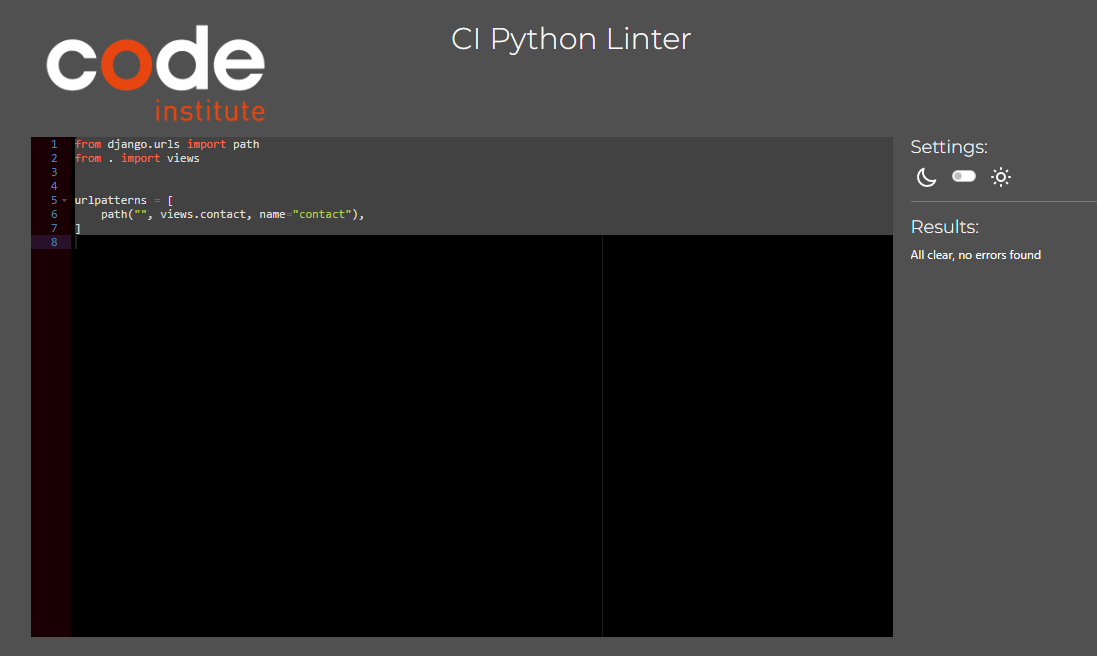 code
institute
CI Python Linter
1 from django.urls import path
2 from . import views
3
4
5 urlpatterns = [
6     path("", views.contact, name="contact"),
7 ]
8
Settings:
Results:
All clear, no errors found